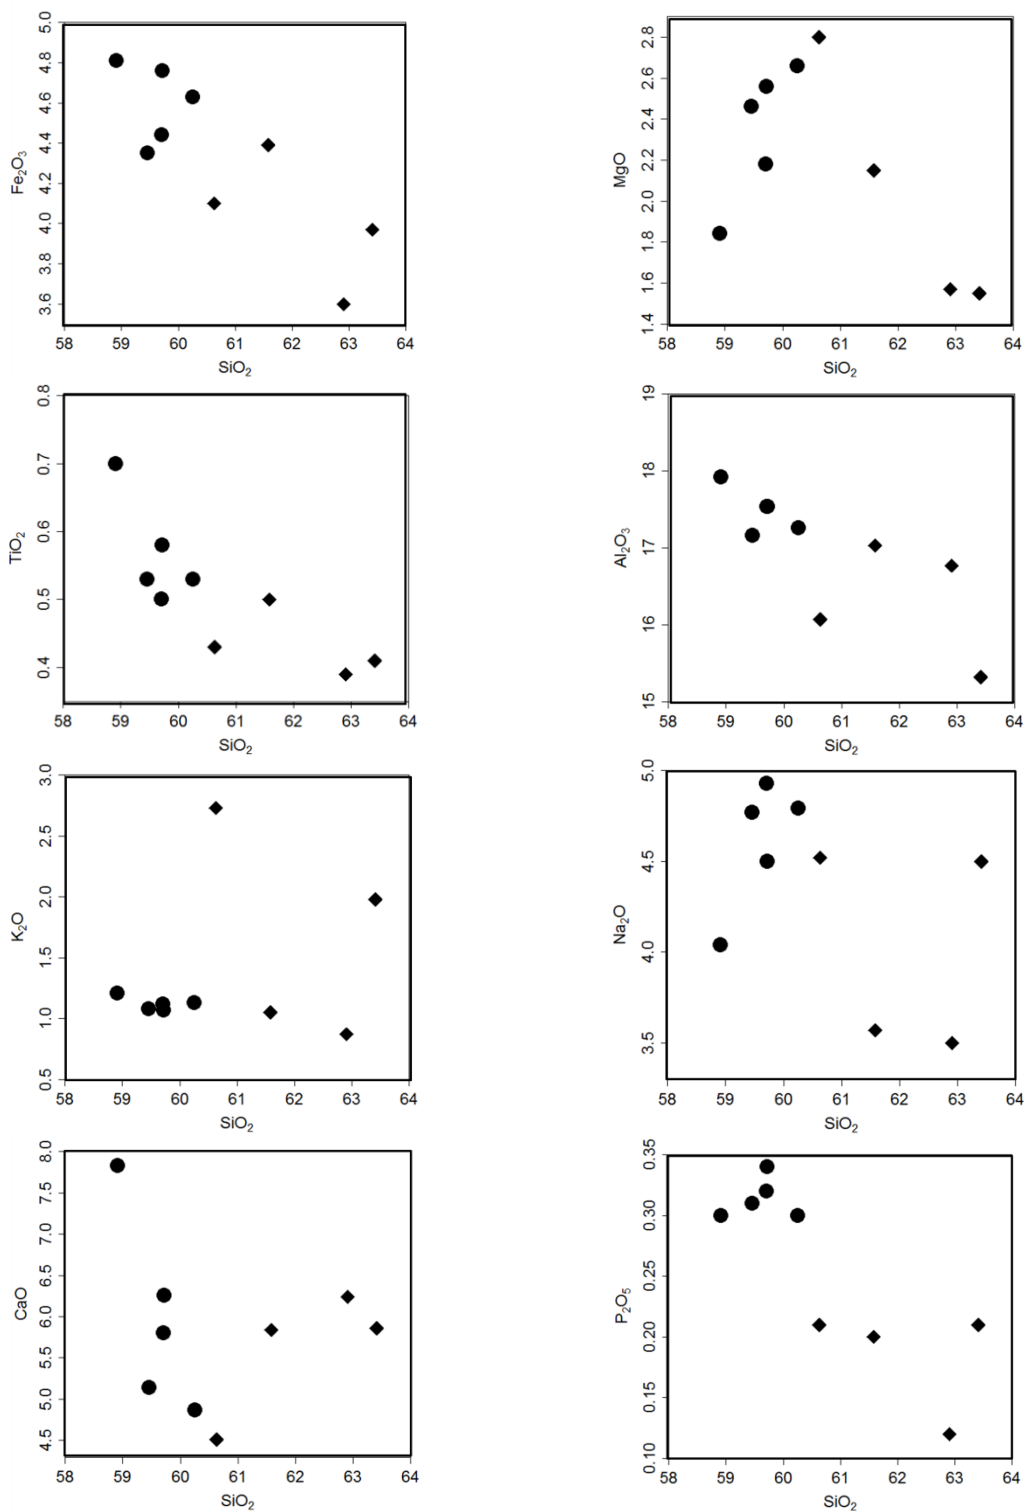 Fe₂O₃
5.0
4.8
4.6
4.4
4.2
4.0
3.8
3.6
58 59 60 61 62 63 64
SiO₂
MgO
2.8
2.6
2.4
2.2
2.0
1.8
1.6
1.4
58 59 60 61 62 63 64
SiO₂
TiO₂
0.8
0.7
0.6
0.5
0.4
58 59 60 61 62 63 64
SiO₂
Al₂O₃
19
18
17
16
15
58 59 60 61 62 63 64
SiO₂
K₂O
3.0
2.5
2.0
1.5
1.0
0.5
58 59 60 61 62 63 64
SiO₂
Na₂O
5.0
4.5
4.0
3.5
58 59 60 61 62 63 64
SiO₂
CaO
8.0
7.5
7.0
6.5
6.0
5.5
5.0
4.5
58 59 60 61 62 63 64
SiO₂
P₂O₅
0.35
0.30
0.25
0.20
0.15
0.10
58 59 60 61 62 63 64
SiO₂